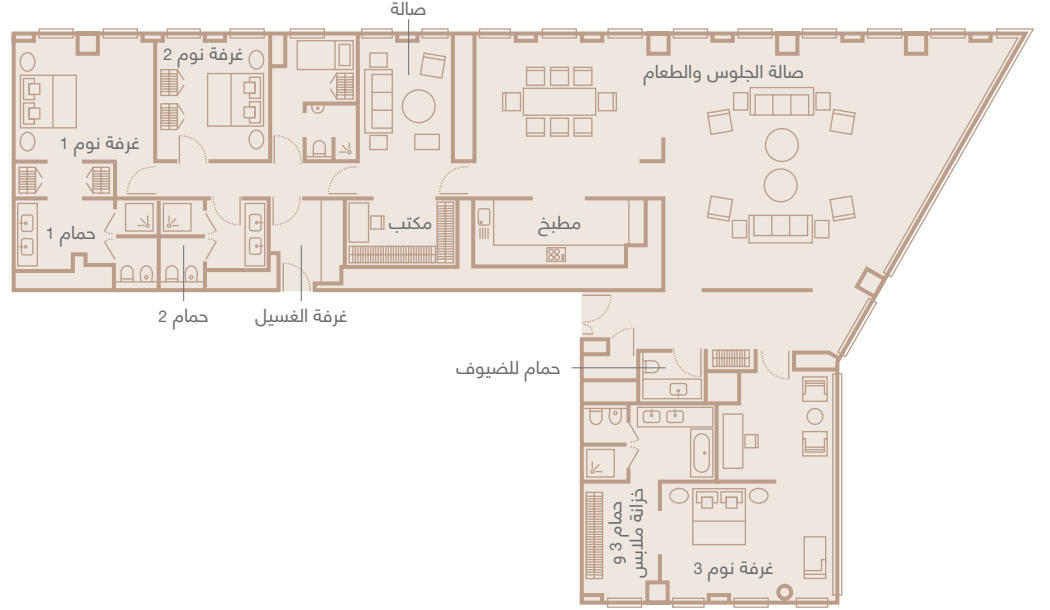 صالة
غرفة نوم 2
صالة الجلوس والطعام
غرفة نوم 1
حمام 1
مكتب
مطبخ
حمام 2
غرفة الغسيل
حمام للضيوف
حمام 3 و
خزانة ملابس
غرفة نوم 3